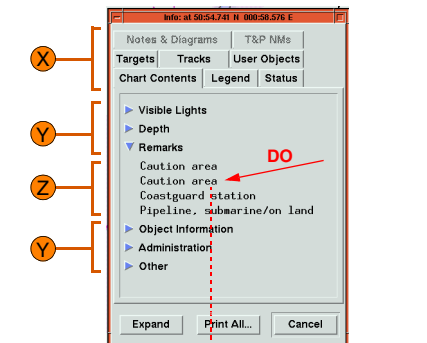 Info: at 50:54.741 N 000:58.576 E
Notes & Diagrams T&P NMs
Targets Tracks User Objects
Chart Contents Legend Status
X
Visible Lights
Y
Depth
Remarks
DO
Caution area
Z
Caution area
Coastguard station
Pipeline, submarine/on land
Object Information
Y
Administration
Other
Expand Print All... Cancel